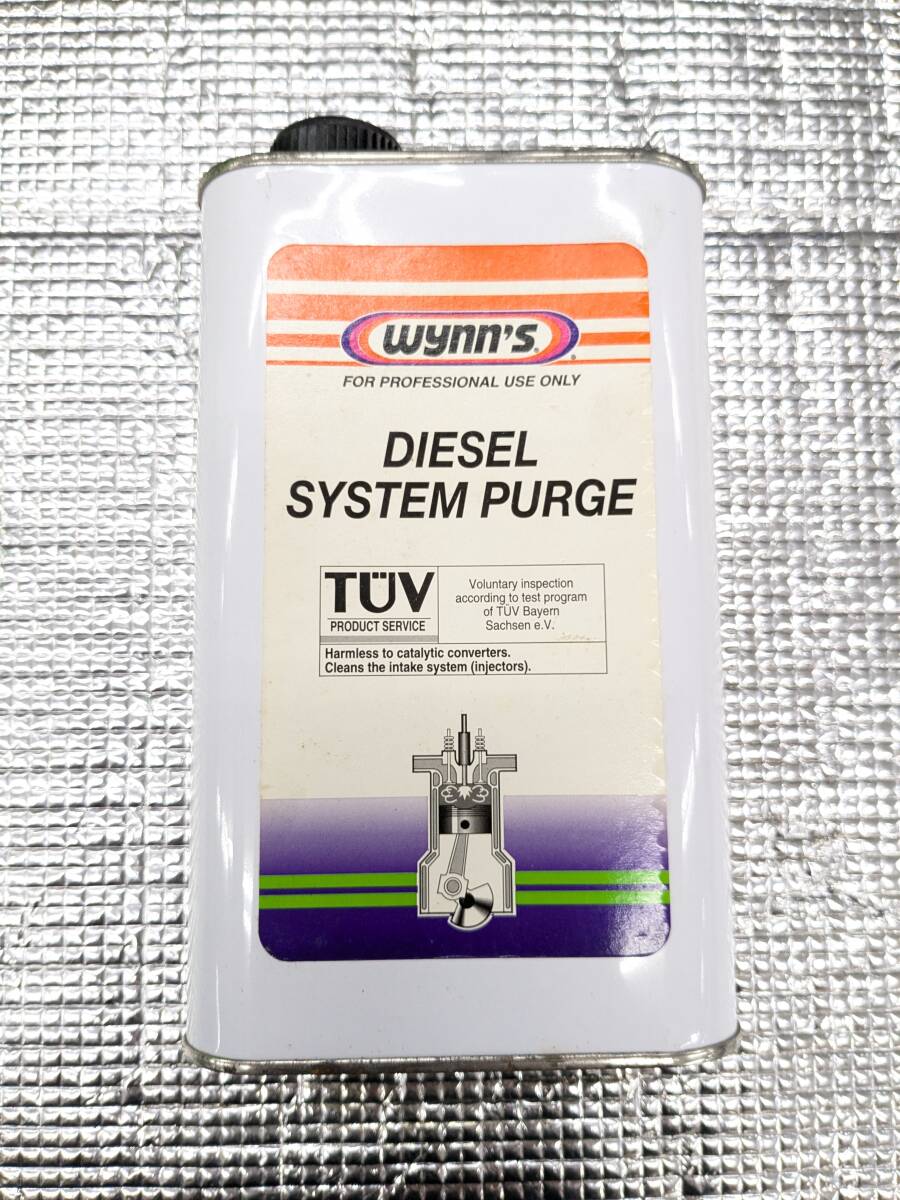 wynn's®
FOR PROFESSIONAL USE ONLY
DIESEL
SYSTEM PURGE
TÜV
PRODUCT SERVICE
Voluntary inspection
according to test program
of TÜV Bayern
Sachsen e.V.
Harmless to catalytic converters.
Cleans the intake system (injectors).